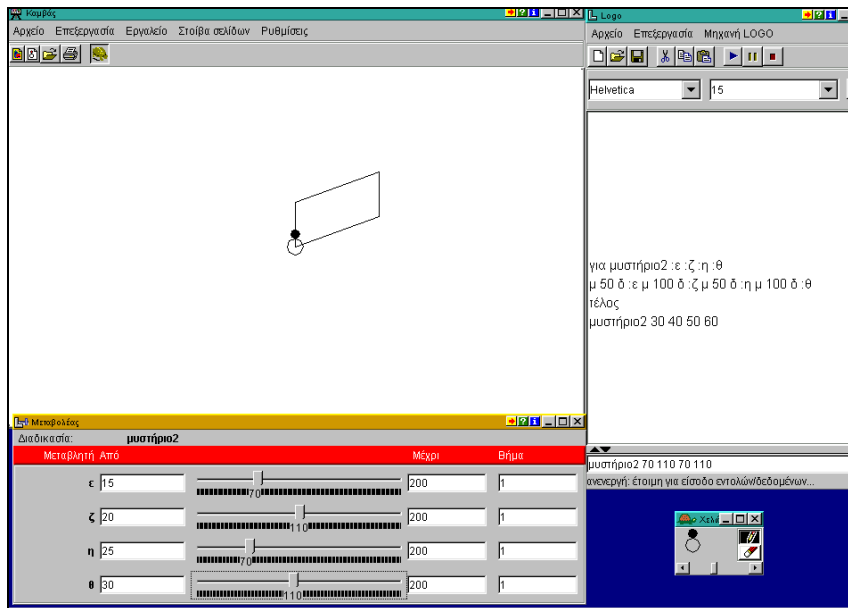 Καμβάς
Αρχείο Επεξεργασία Εργαλείο Στοίβα σελίδων Ρυθμίσεις
Logo
Αρχείο Επεξεργασία Μηχανή LOGO
Helvetica 15
για μυστήριο2 :ε :ζ :η :θ
μ 50 δ :ε μ 100 δ :ζ μ 50 δ :η μ 100 δ :θ
τέλος
μυστήριο2 30 40 50 60
μυστήριο2 70 110 70 110
ανενεργή: έτοιμη για είσοδο εντολών/δεδομένων...
Μεταβολέας
Διαδικασία: μυστήριο2
Μεταβλητή Από Μέχρι Βήμα
ε 15 70 200 1
ζ 20 110 200 1
η 25 70 200 1
θ 30 110 200 1